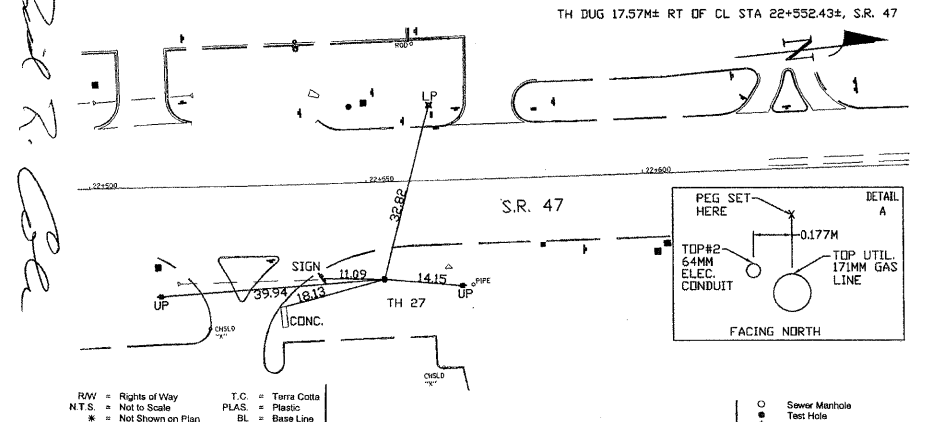 TH DUG 17.57M± RT OF CL STA 22+552.43±, S.R. 47
ROD
N
LP
22+500
22+550
22+600
32.82
S.R. 47
SIGN
11.09
14.15
39.94
18.13
UP
UP
PIPE
TH 27
CONC.
CHSLD
"X"
CHSLD
"X"
PEG SET
HERE
DETAIL
A
0.177M
TOP#2
64MM
ELEC.
CONDUIT
TOP UTIL.
171MM GAS
LINE
FACING NORTH
R/W = Rights of Way
N.T.S. = Not to Scale
* = Not Shown on Plan
T.C. = Terra Cotta
PLAS. = Plastic
BL = Base Line
Sewer Manhole
Test Hole